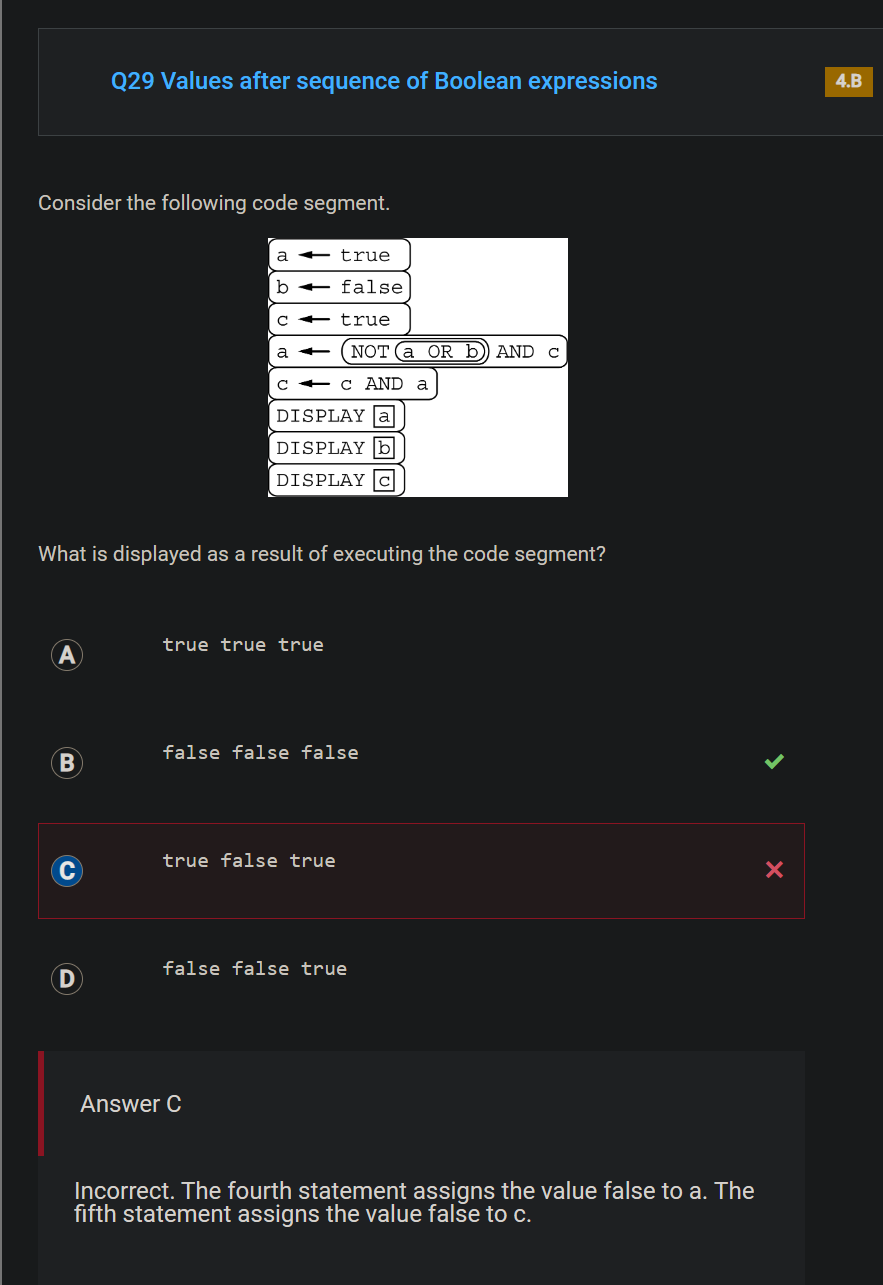 Q29 Values after sequence of Boolean expressions
4.B
Consider the following code segment.
a ← true
b ← false
c ← true
a ← NOT a OR b AND c
c ← c AND a
DISPLAY a
DISPLAY b
DISPLAY c
What is displayed as a result of executing the code segment?
A true true true
B false false false
C true false true
D false false true
Answer C
Incorrect. The fourth statement assigns the value false to a. The
fifth statement assigns the value false to c.